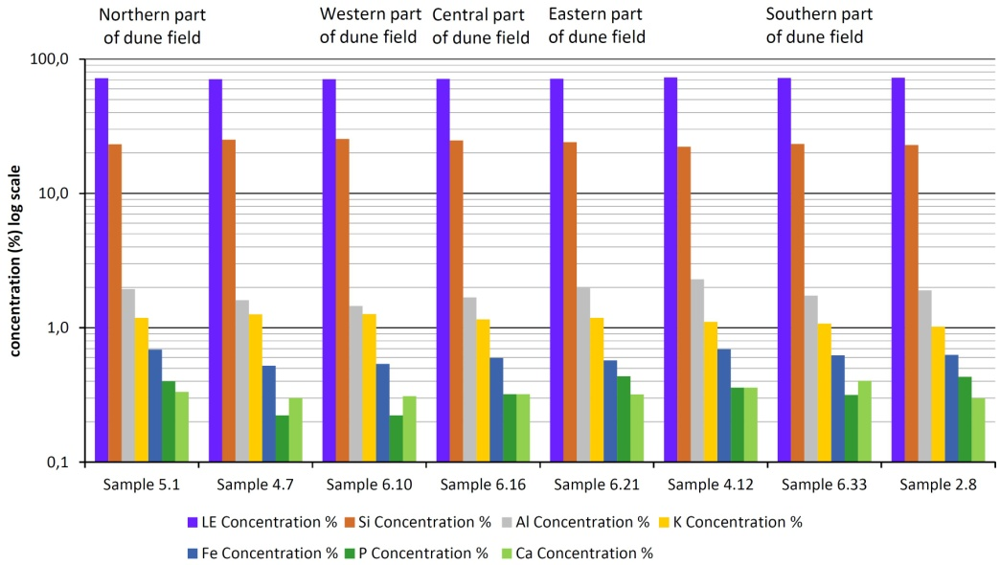 Northern part
of dune field
Western part
of dune field
Central part
of dune field
Eastern part
of dune field
Southern part
of dune field
concentration (%) log scale
100,0
10,0
1,0
0,1
Sample 5.1
Sample 4.7
Sample 6.10
Sample 6.16
Sample 6.21
Sample 4.12
Sample 6.33
Sample 2.8
LE Concentration %
Si Concentration %
Al Concentration %
K Concentration %
Fe Concentration %
P Concentration %
Ca Concentration %